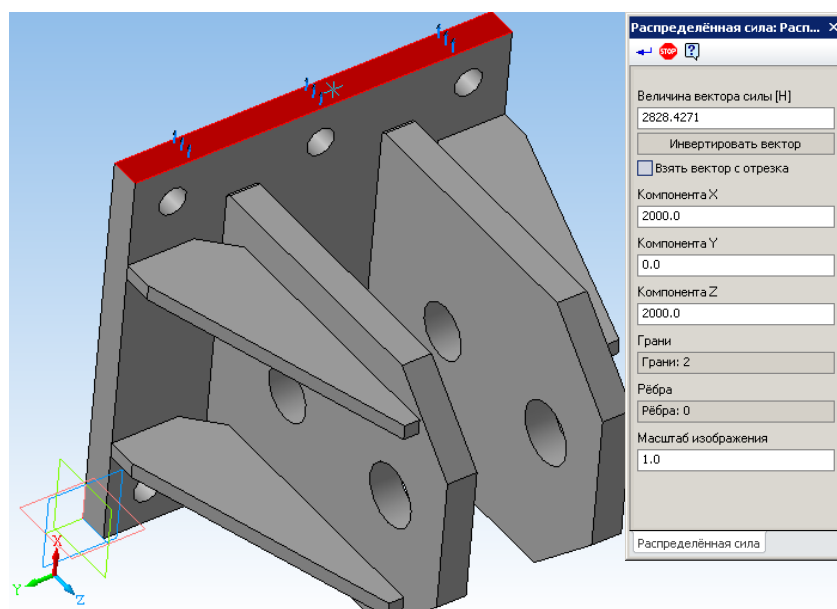 Распределённая сила: Расп...
STOP
?
Величина вектора силы [Н]
2828.4271
Инвертировать вектор
Взять вектор с отрезка
Компонента X
2000.0
Компонента Y
0.0
Компонента Z
2000.0
Грани
Грани: 2
Рёбра
Рёбра: 0
Масштаб изображения
1.0
Распределённая сила
X
Y
Z